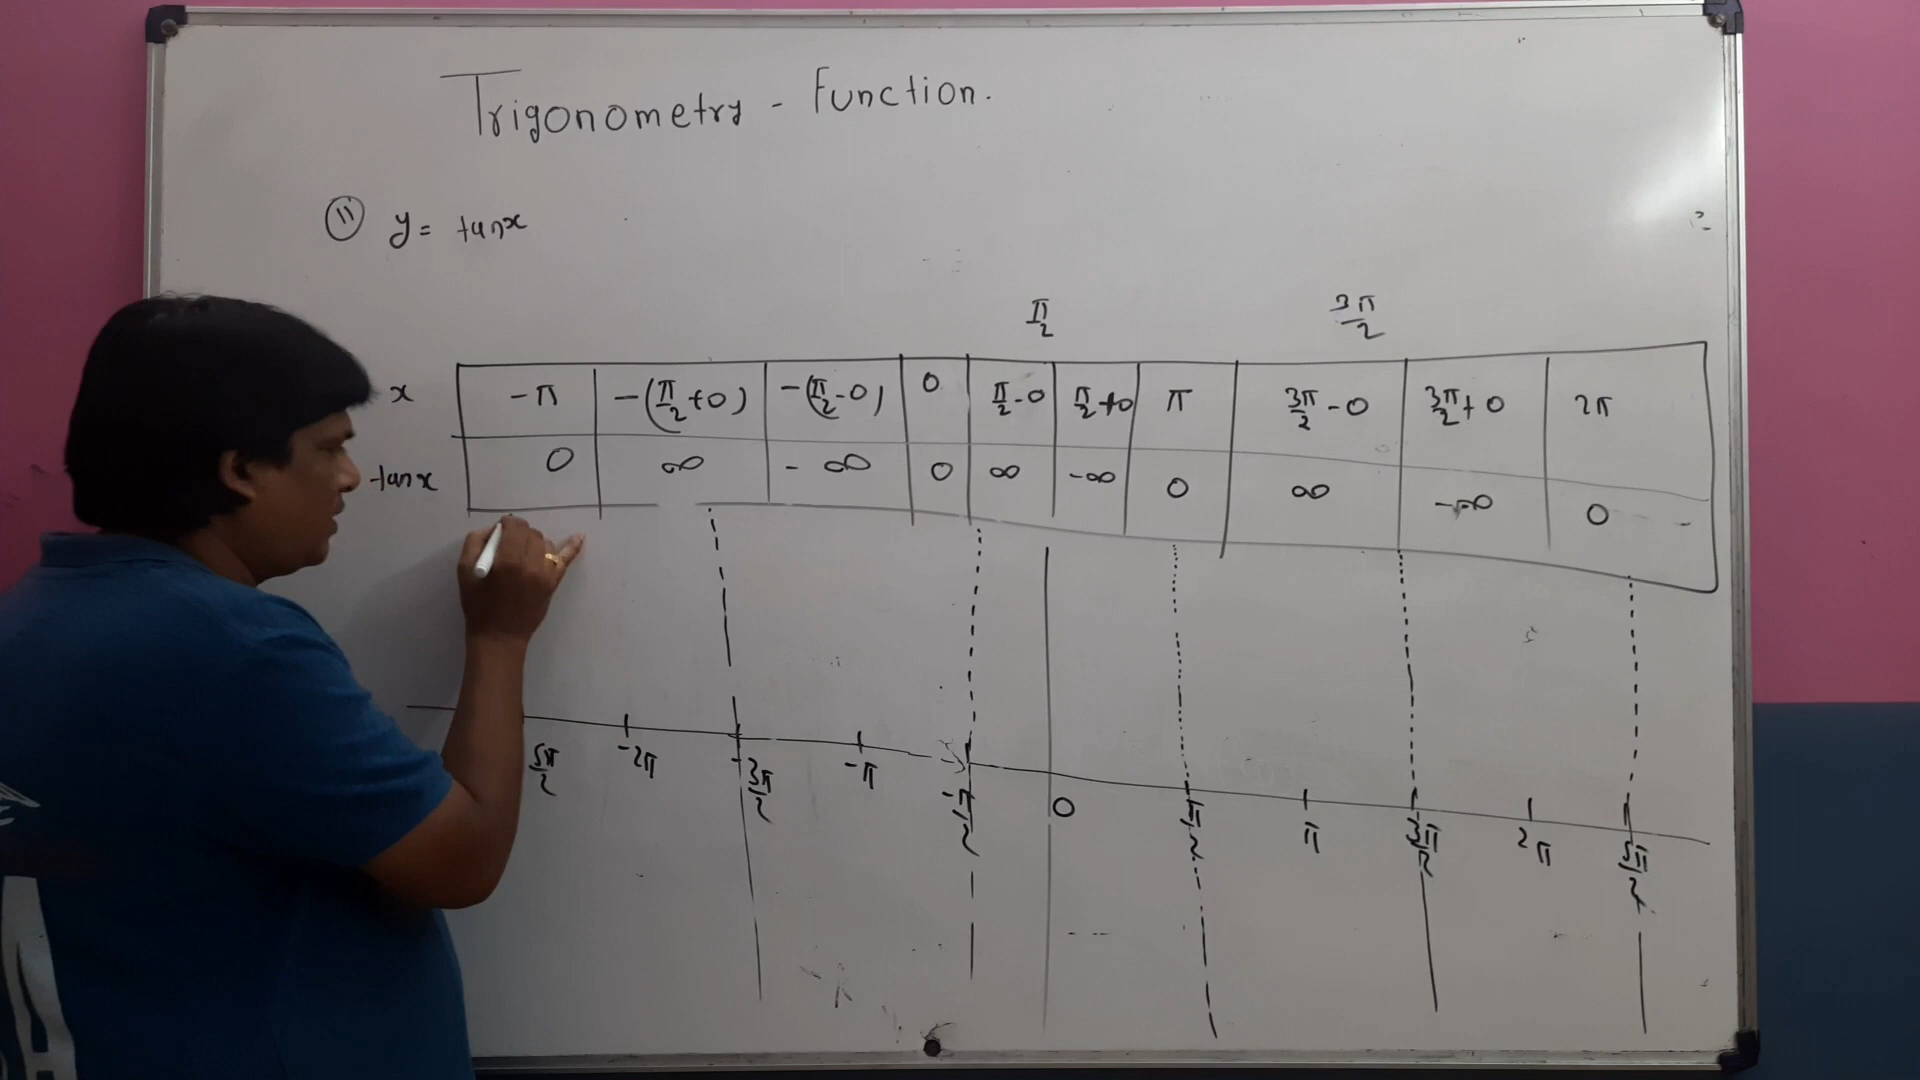 Trigonometry - Function.
(11) y = tanx
π/2 3π/2
x -π -(π/2+0) -(π/2-0) 0 π/2-0 π/2+0 π 3π/2-0 3π/2+0 2π
tanx 0 ∞ -∞ 0 ∞ -∞ 0 ∞ -∞ 0
5π/2 -2π -3π/2 -π -π/2 0 π/2 π 3π/2 2π 5π/2